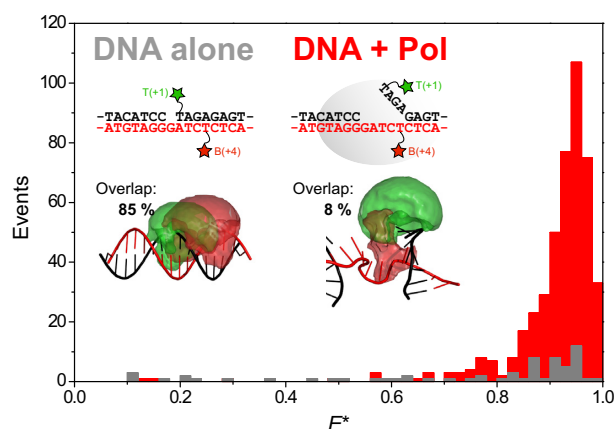 DNA alone
DNA + Pol
T(+1)
-TACATCC TAGAGAGT-
-ATGTAGGGATCTCTCA-
B(+4)
T(+1)
TAGA
-TACATCC GAGT-
-ATGTAGGGATCTCTCA-
B(+4)
Overlap:
85 %
Overlap:
8 %
Events
120
100
80
60
40
20
0
0.0 0.2 0.4 0.6 0.8 1.0
E*